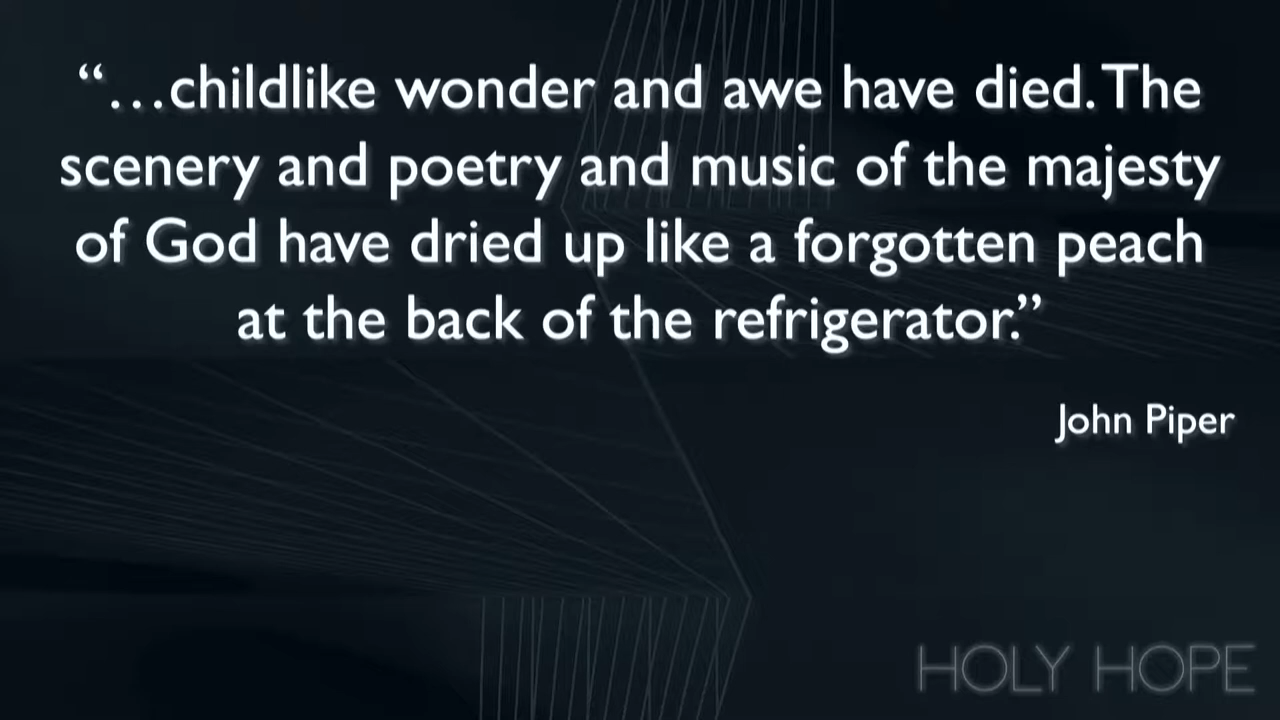 “…childlike wonder and awe have died. The
scenery and poetry and music of the majesty
of God have dried up like a forgotten peach
at the back of the refrigerator.”
John Piper
HOLY HOPE